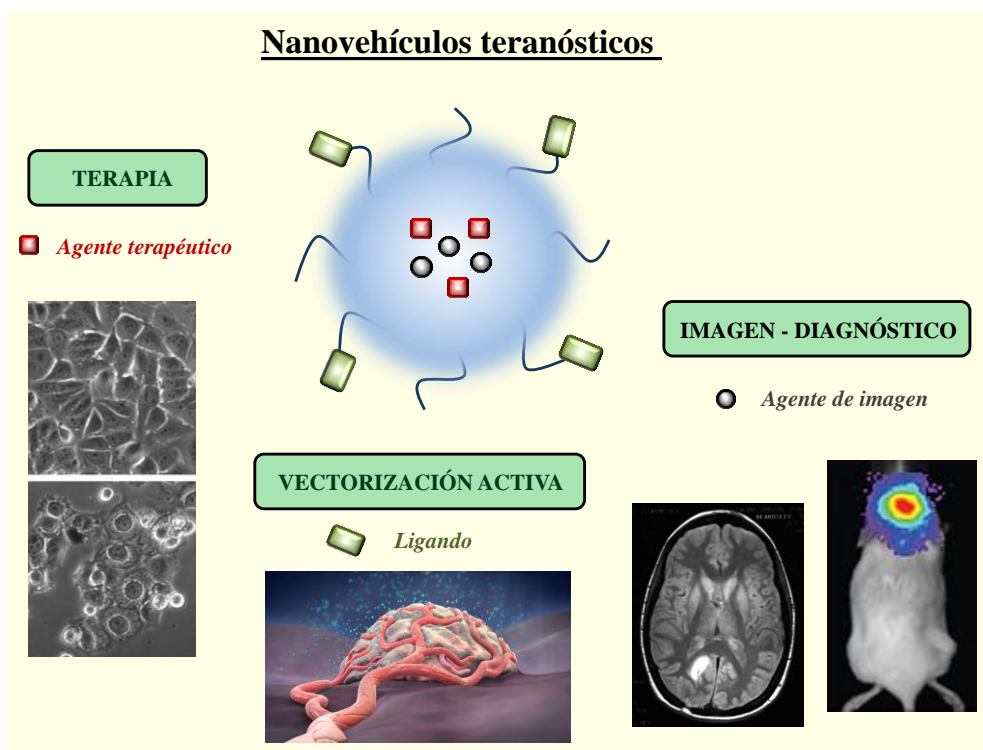 Nanovehículos teranósticos
TERAPIA
Agente terapéutico
IMAGEN - DIAGNÓSTICO
Agente de imagen
VECTORIZACIÓN ACTIVA
Ligando